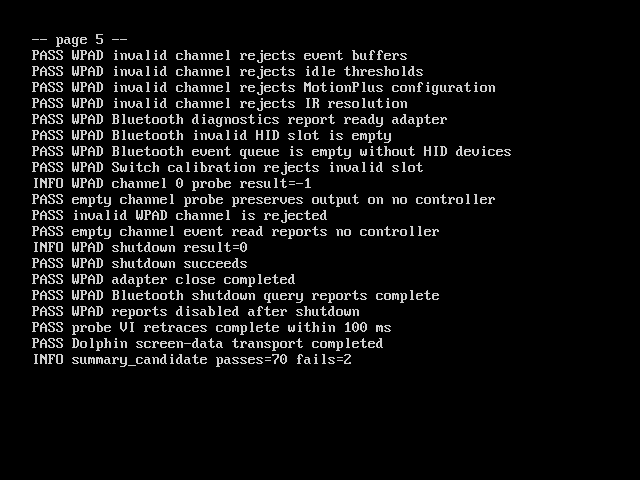 -- page 5 --
PASS WPAD invalid channel rejects event buffers
PASS WPAD invalid channel rejects idle thresholds
PASS WPAD invalid channel rejects MotionPlus configuration
PASS WPAD invalid channel rejects IR resolution
PASS WPAD Bluetooth diagnostics report ready adapter
PASS WPAD Bluetooth invalid HID slot is empty
PASS WPAD Bluetooth event queue is empty without HID devices
PASS WPAD Switch calibration rejects invalid slot
INFO WPAD channel 0 probe result=-1
PASS empty channel probe preserves output on no controller
PASS invalid WPAD channel is rejected
PASS empty channel event read reports no controller
INFO WPAD shutdown result=0
PASS WPAD shutdown succeeds
PASS WPAD adapter close completed
PASS WPAD Bluetooth shutdown query reports complete
PASS WPAD reports disabled after shutdown
PASS probe VI retraces complete within 100 ms
PASS Dolphin screen-data transport completed
INFO summary_candidate passes=70 fails=2